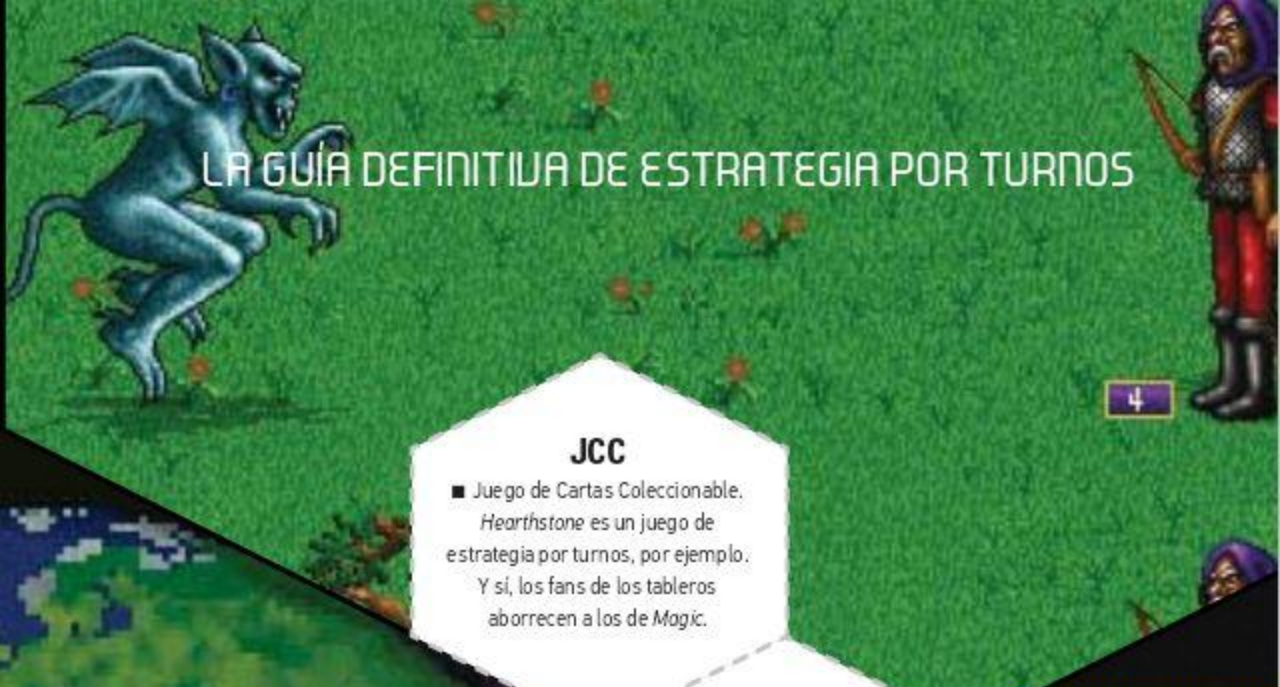 LA GUÍA DEFINITIVA DE ESTRATEGIA POR TURNOS
4
JCC
■ Juego de Cartas Coleccionable.
Hearthstone es un juego de
estrategia por turnos, por ejemplo.
Y sí, los fans de los tableros
aborrecen a los de Magic.